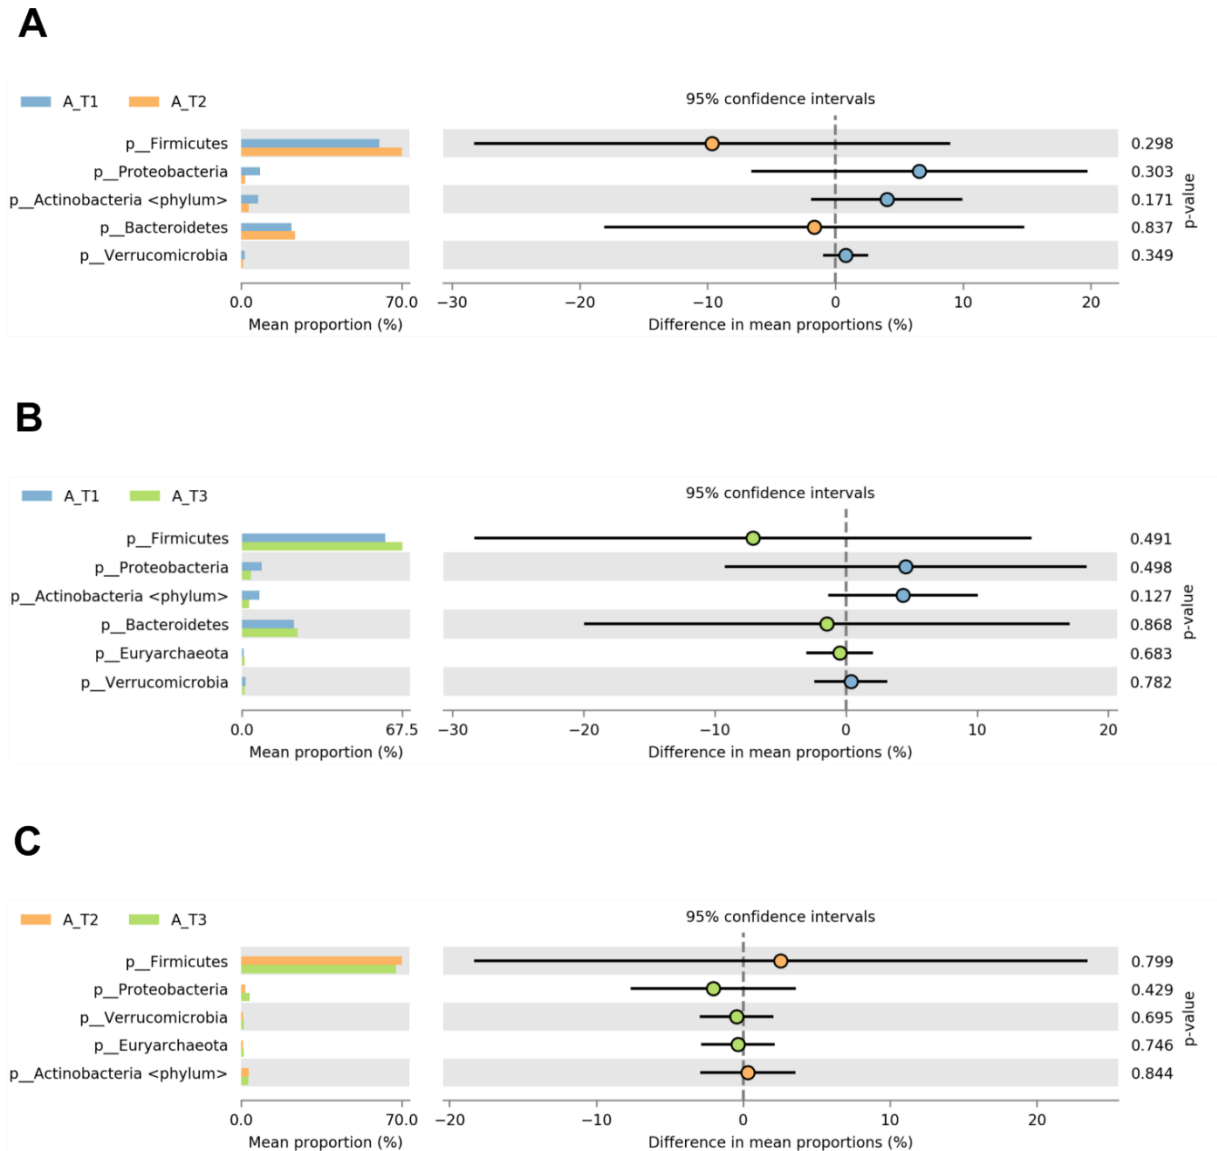 A
A_T1 A_T2
95% confidence intervals
p__Firmicutes 0.298
p__Proteobacteria 0.303
p__Actinobacteria <phylum> 0.171
p__Bacteroidetes 0.837
p__Verrucomicrobia 0.349
p-value
0.0 70.0 −30 −20 −10 0 10 20
Mean proportion (%) Difference in mean proportions (%)
B
A_T1 A_T3
95% confidence intervals
p__Firmicutes 0.491
p__Proteobacteria 0.498
p__Actinobacteria <phylum> 0.127
p__Bacteroidetes 0.868
p__Euryarchaeota 0.683
p__Verrucomicrobia 0.782
p-value
0.0 67.5 −30 −20 −10 0 10 20
Mean proportion (%) Difference in mean proportions (%)
C
A_T2 A_T3
95% confidence intervals
p__Firmicutes 0.799
p__Proteobacteria 0.429
p__Verrucomicrobia 0.695
p__Euryarchaeota 0.746
p__Actinobacteria <phylum> 0.844
p-value
0.0 70.0 −20 −10 0 10 20
Mean proportion (%) Difference in mean proportions (%)